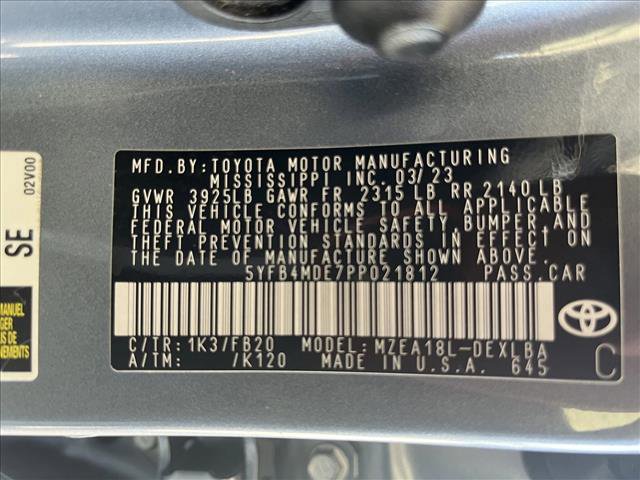 02V00
SE
MANUEL
MFD. BY: TOYOTA MOTOR MANUFACTURING
MISSISSIPPI INC. 03/23
GVWR 3925LB GAWR FR. 2315 LB RR 2140 LB
THIS VEHICLE CONFORMS TO ALL APPLICABLE
FEDERAL MOTOR VEHICLE SAFETY, BUMPER, AND
THEFT PREVENTION STANDARDS IN EFFECT ON
THE DATE OF MANUFACTURE SHOWN ABOVE.
5YFB4MDE7PP021812 PASS. CAR
C/TR: 1K3/FB20 MODEL: MZEA18L-DEXLBA
A/TM: /K120 MADE IN U.S.A. 645
C